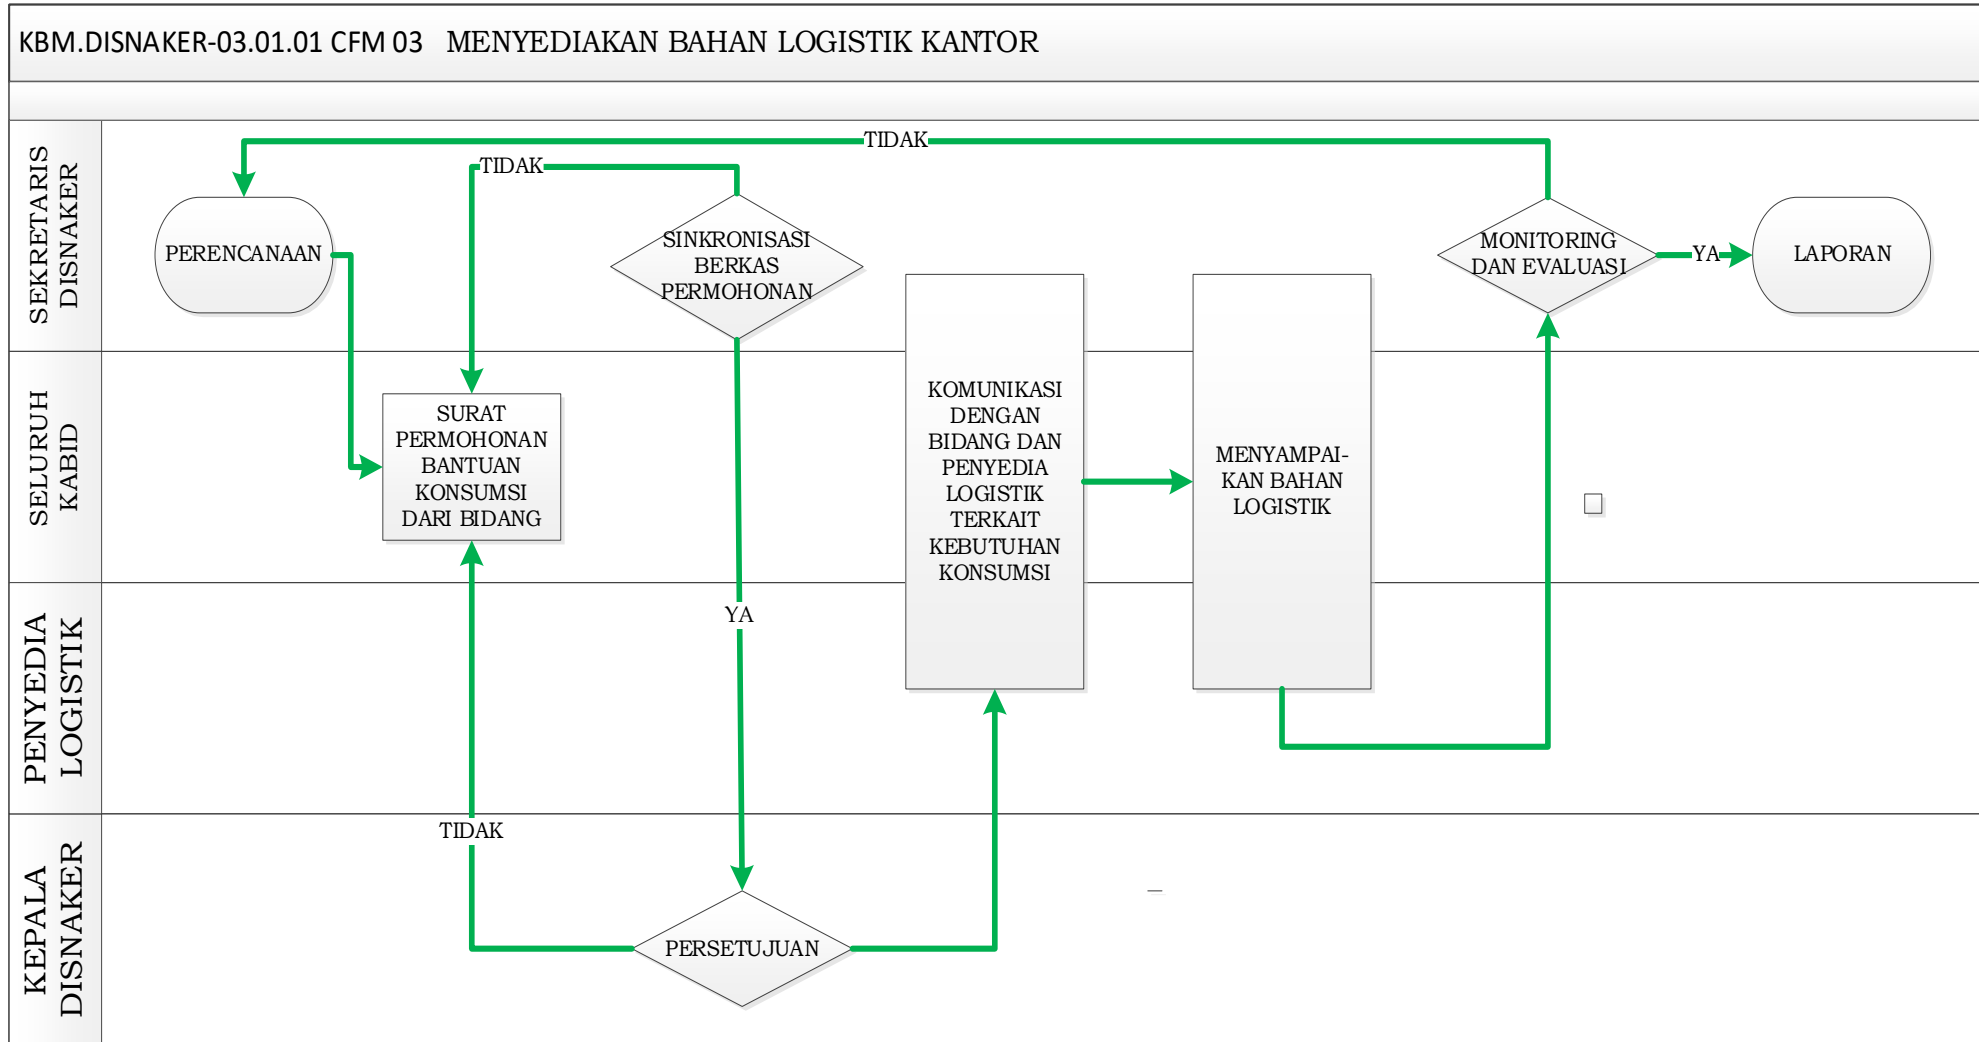 KBM.DISNAKER-03.01.01 CFM 03 MENYEDIAKAN BAHAN LOGISTIK KANTOR
SEKRETARIS
DISNAKER
TIDAK
TIDAK
PERENCANAAN
SINKRONISASI
BERKAS
PERMOHONAN
MONITORING
DAN EVALUASI
YA
LAPORAN
SELURUH
KABID
SURAT
PERMOHONAN
BANTUAN
KONSUMSI
DARI BIDANG
KOMUNIKASI
DENGAN
BIDANG DAN
PENYEDIA
LOGISTIK
TERKAIT
KEBUTUHAN
KONSUMSI
MENYAMPAI-
KAN BAHAN
LOGISTIK
PENYEDIA
LOGISTIK
YA
KEPALA
DISNAKER
TIDAK
PERSETUJUAN